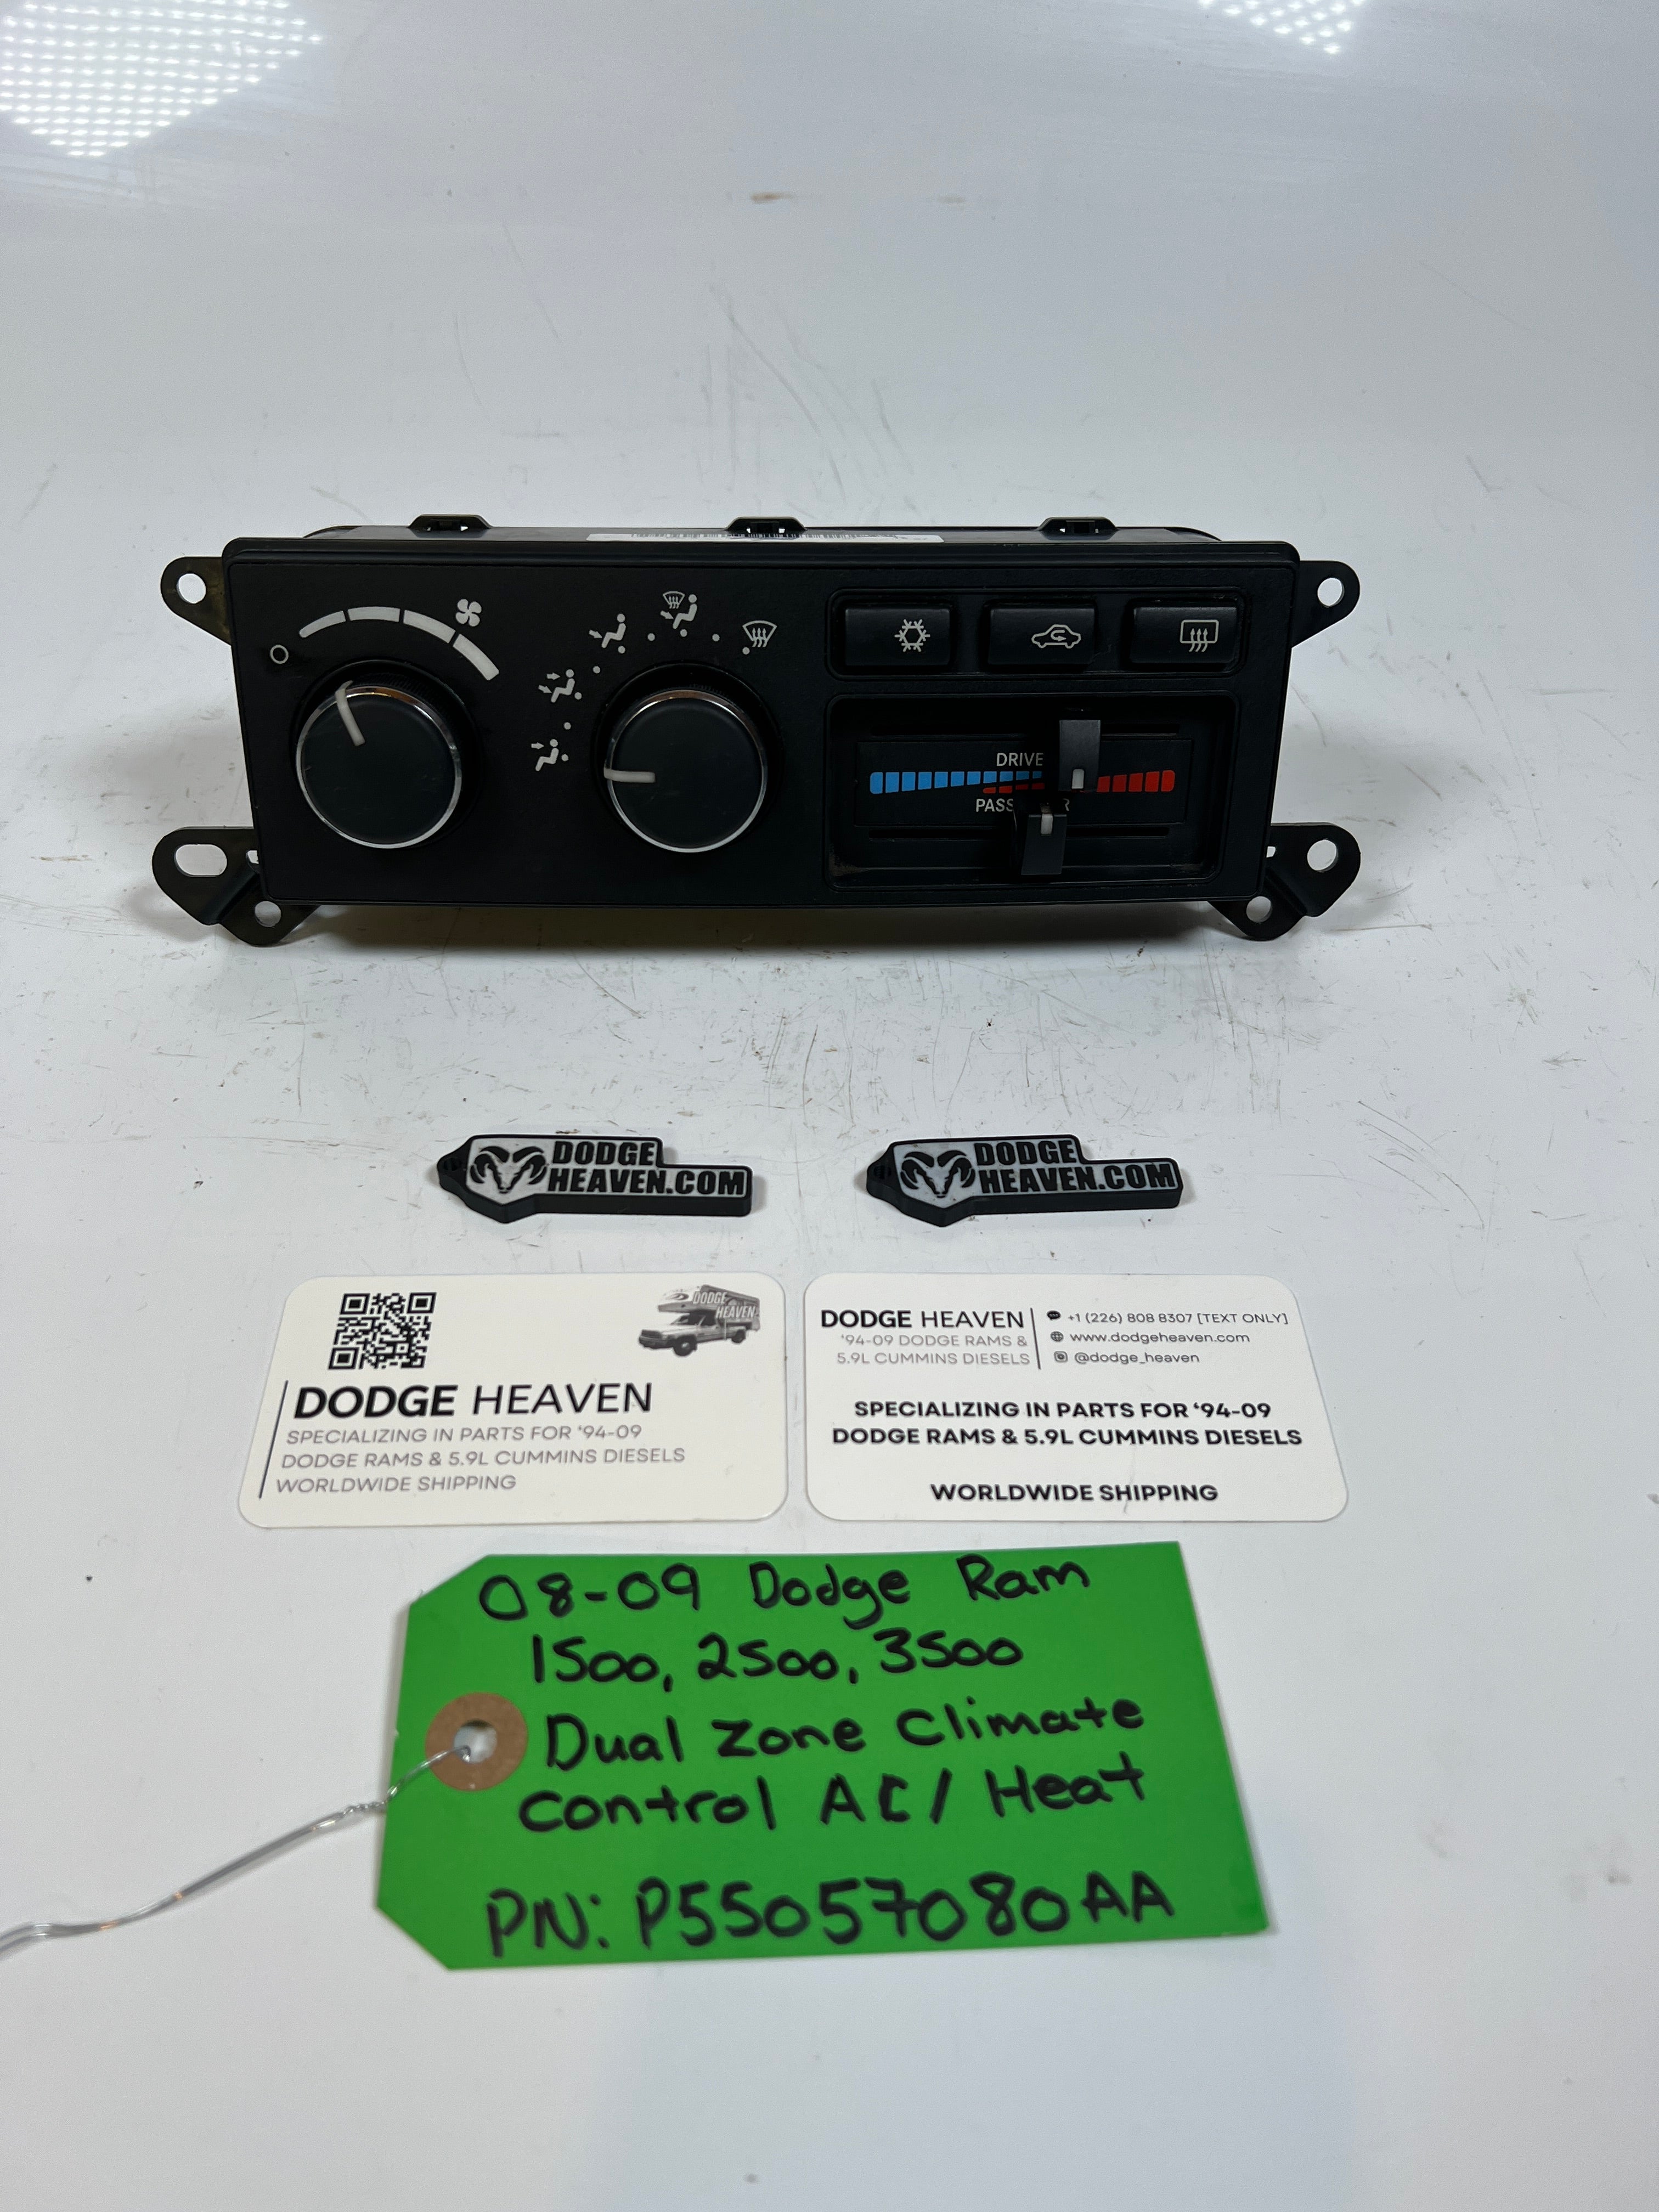 O
DRIVE
PASS R
DODGE
HEAVEN.COM
DODGE
HEAVEN.COM
DODGE
HEAVEN
DODGE HEAVEN
SPECIALIZING IN PARTS FOR '94-09
DODGE RAMS & 5.9L CUMMINS DIESELS
WORLDWIDE SHIPPING
DODGE HEAVEN
'94-09 DODGE RAMS &
5.9L CUMMINS DIESELS
+1 (226) 808 8307 [TEXT ONLY]
www.dodgeheaven.com
@dodge_heaven
SPECIALIZING IN PARTS FOR '94-09
DODGE RAMS & 5.9L CUMMINS DIESELS
WORLDWIDE SHIPPING
08-09 Dodge Ram
1500, 2500, 3500
Dual Zone Climate
Control AC/ Heat
PN: P55057080AA